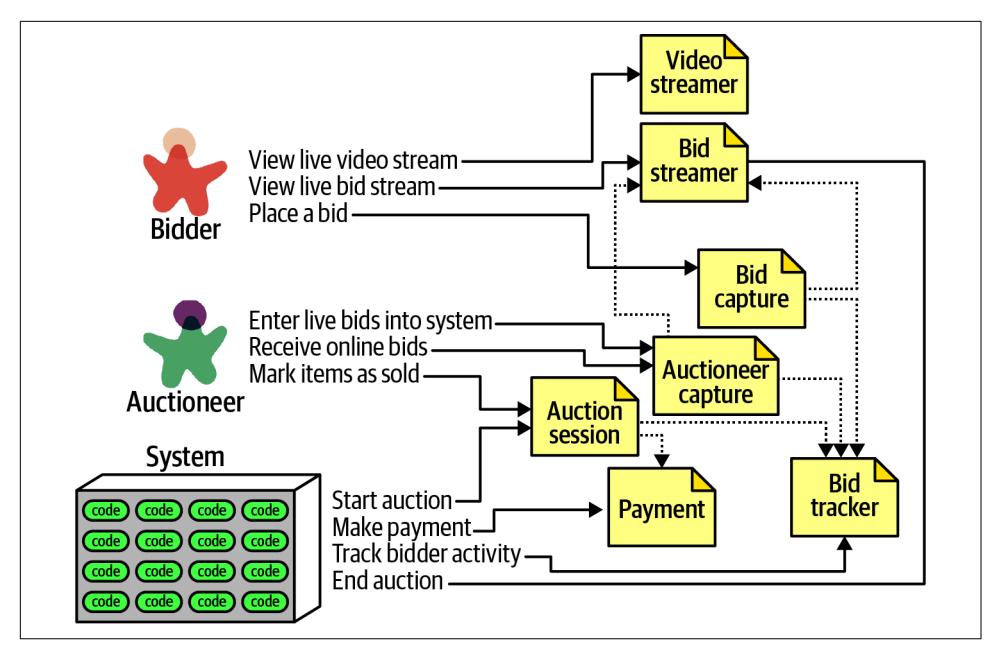 Video
streamer
Bid
streamer
View live video stream
View live bid stream
Place a bid
Bidder
Bid
capture
Enter live bids into system
Receive online bids
Mark items as sold
Auctioneer
Auctioneer
capture
Auction
session
System
code code code code
code code code code
code code code code
code code code code
Start auction
Make payment
Track bidder activity
End auction
Payment
Bid
tracker